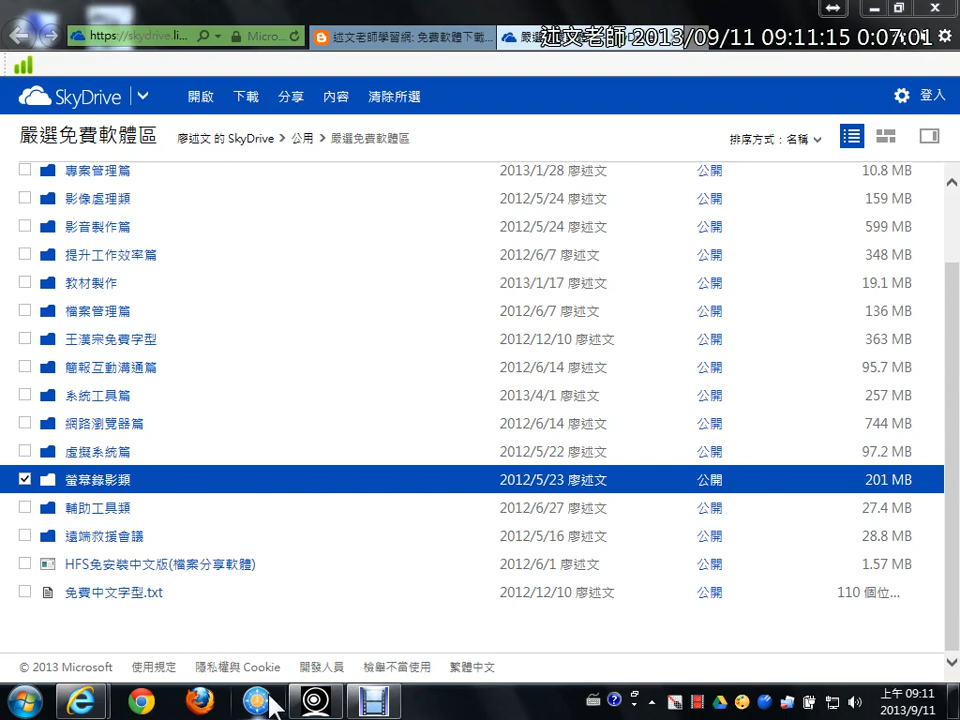 https://skydrive.li...
Micro...
述文老師學習網: 免費軟體下載...
述文老師 2013/09/11 09:11:15 0:07:01
SkyDrive
開啟
下載
分享
內容
清除所選
登入
嚴選免費軟體區
廖述文 的 SkyDrive > 公用 > 嚴選免費軟體區
排序方式：名稱
專案管理篇 2013/1/28 廖述文 公開 10.8 MB
影像處理類 2012/5/24 廖述文 公開 159 MB
影音製作篇 2012/5/24 廖述文 公開 599 MB
提升工作效率篇 2012/6/7 廖述文 公開 348 MB
教材製作 2013/1/17 廖述文 公開 19.1 MB
檔案管理篇 2012/6/7 廖述文 公開 136 MB
王漢宗免費字型 2012/12/10 廖述文 公開 363 MB
簡報互動溝通篇 2012/6/14 廖述文 公開 95.7 MB
系統工具篇 2013/4/1 廖述文 公開 257 MB
網路瀏覽器篇 2012/6/14 廖述文 公開 744 MB
虛擬系統篇 2012/5/22 廖述文 公開 97.2 MB
螢幕錄影類 2012/5/23 廖述文 公開 201 MB
輔助工具類 2012/6/27 廖述文 公開 27.4 MB
遠端救援會議 2012/5/16 廖述文 公開 28.8 MB
HFS免安裝中文版(檔案分享軟體) 2012/6/1 廖述文 公開 1.57 MB
免費中文字型.txt 2012/12/10 廖述文 公開 110 個位...
© 2013 Microsoft 使用規定 隱私權與 Cookie 開發人員 檢舉不當使用 繁體中文
上午 09:11
2013/9/11